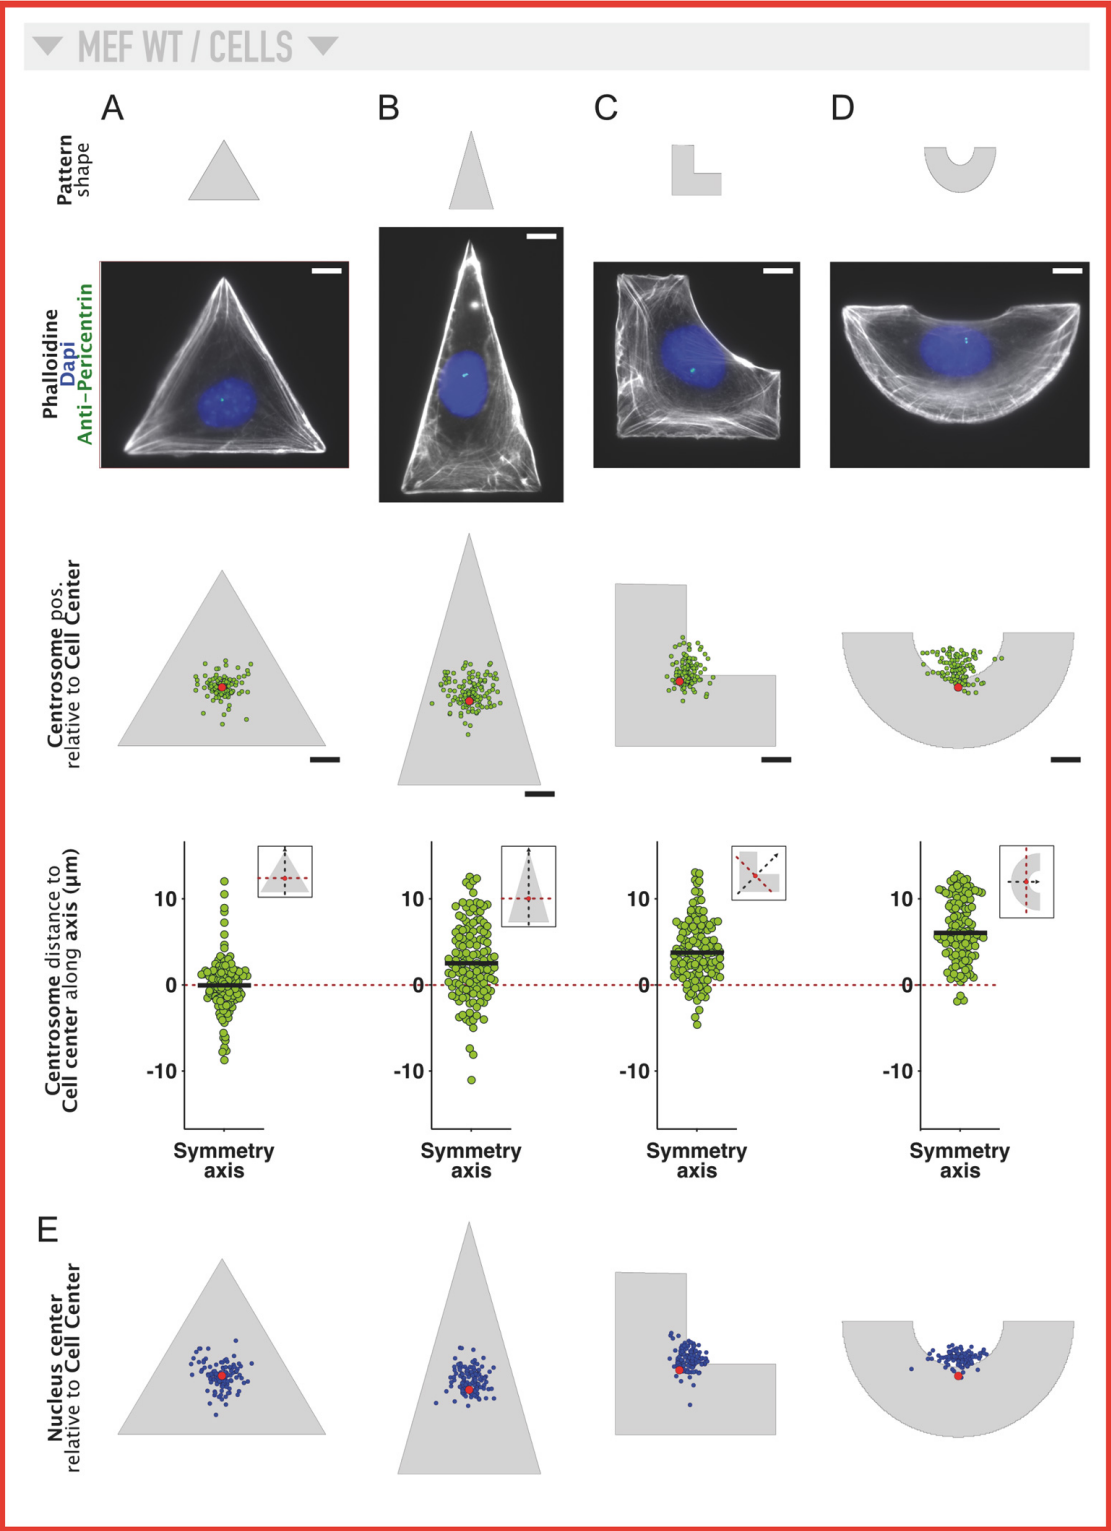 ▼ MEF WT / CELLS ▼
A
B
C
D
Pattern
shape
Phalloidine
Dapi
Anti-Pericentrin
Centrosome pos.
relative to Cell Center
Centrosome distance to
Cell center along axis (µm)
10
0
-10
Symmetry
axis
10
0
-10
Symmetry
axis
10
0
-10
Symmetry
axis
10
0
-10
Symmetry
axis
E
Nucleus center
relative to Cell Center